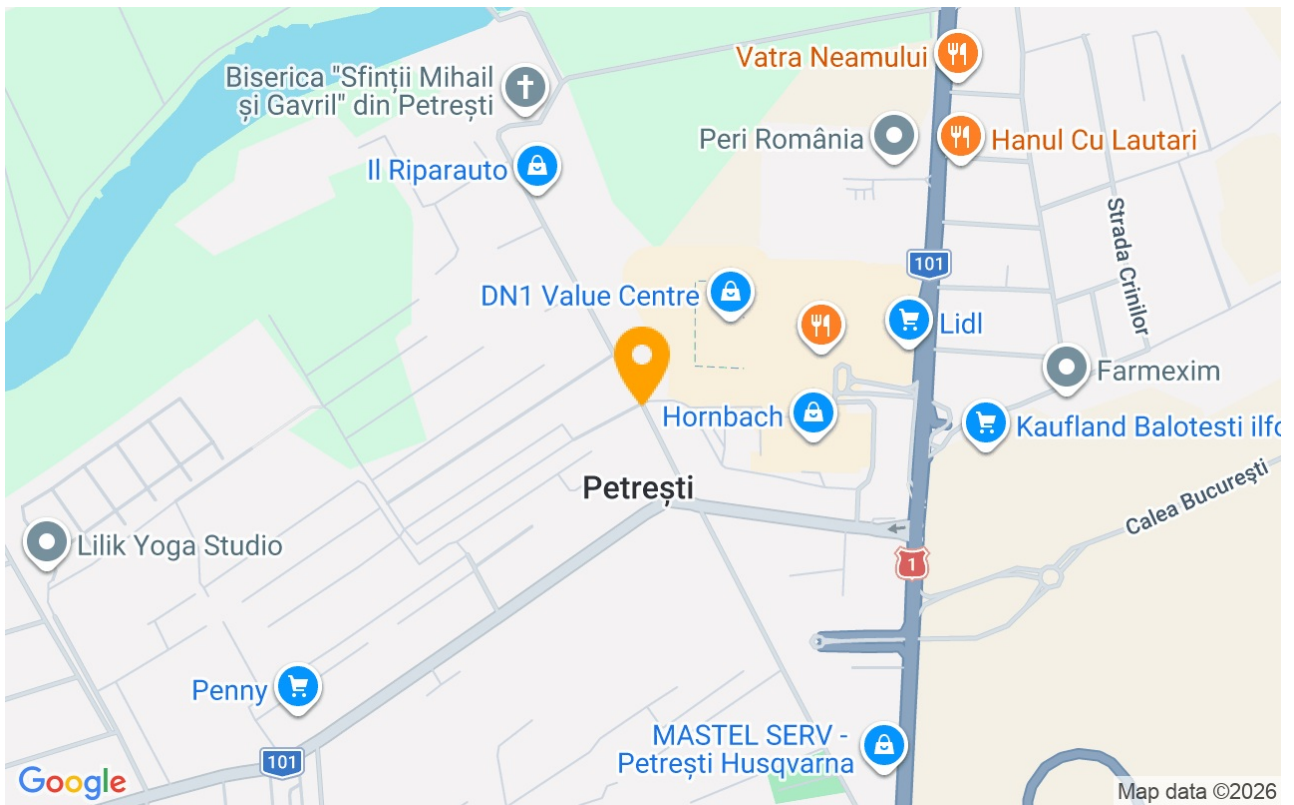 Vatra Neamului
Biserica "Sfinții Mihail
și Gavril" din Petrești
Peri România
Hanul Cu Lautari
Il Riparauto
Strada Crinilor
101
DN1 Value Centre
Lidl
Farmexim
Hornbach
Kaufland Balotesti ilfo
Petrești
Calea București
Lilik Yoga Studio
1
Penny
MASTEL SERV -
Petrești Husqvarna
101
Google
Map data ©2026